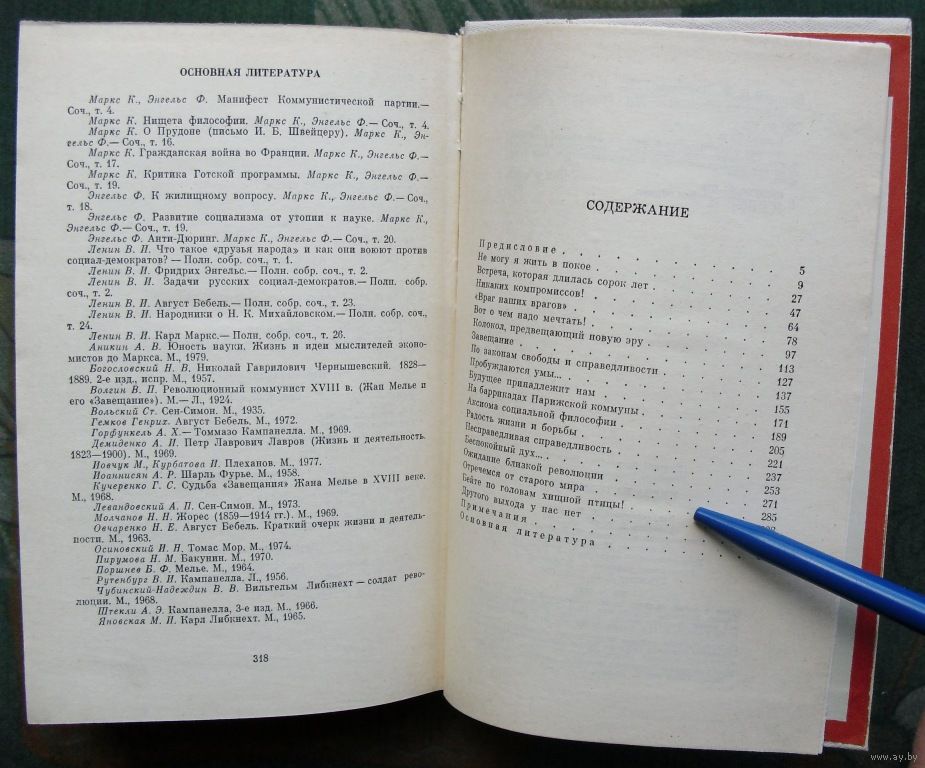 ОСНОВНАЯ ЛИТЕРАТУРА
Маркс К., Энгельс Ф. Манифест Коммунистической партии.—
Соч., т. 4.
Маркс К. Нищета философии. Маркс К., Энгельс Ф.— Соч., т. 4.
Маркс К. О Прудоне (письмо И. Б. Швейцеру). Маркс К., Эн-
гельс Ф.— Соч., т. 16.
Маркс К. Гражданская война во Франции. Маркс К., Энгельс Ф.—
Соч., т. 17.
Маркс К. Критика Готской программы. Маркс К., Энгельс Ф.—
Соч., т. 19.
Энгельс Ф. К жилищному вопросу. Маркс К., Энгельс Ф.— Соч.,
т. 18.
Энгельс Ф. Развитие социализма от утопии к науке. Маркс К.,
Энгельс Ф.— Соч., т. 19.
Энгельс Ф. Анти-Дюринг. Маркс К., Энгельс Ф.— Соч., т. 20.
Ленин В. И. Что такое «друзья народа» и как они воюют против
социал-демократов? — Полн. собр. соч., т. 1.
Ленин В. И. Фридрих Энгельс.— Полн. собр. соч., т. 2.
Ленин В. И. Задачи русских социал-демократов.— Полн. собр.
соч., т. 2.
Ленин В. И. Август Бебель.— Полн. собр. соч., т. 23.
Ленин В. И. Народники о Н. К. Михайловском.— Полн. собр. соч.,
т. 24.
Ленин В. И. Карл Маркс.— Полн. собр. соч., т. 26.
Аникин А. В. Юность науки. Жизнь и идеи мыслителей эконо-
мистов до Маркса. М., 1979.
Богословский Н. В. Николай Гаврилович Чернышевский. 1828—
1889. 2-е изд., испр. М., 1957.
Волгин В. П. Революционный коммунист XVIII в. (Жан Мелье и
его «Завещание»). М.— Л., 1924.
Вольский Ст. Сен-Симон. М., 1935.
Гемков Генрих. Август Бебель. М., 1972.
Горфункель А. Х.— Томмазо Кампанелла. М., 1969.
Демиденко А. И. Петр Лаврович Лавров (Жизнь и деятельность.
1823—1900). М., 1969.
Иовчук М., Курбатова И. Плеханов. М., 1977.
Иоаннисян А. Р. Шарль Фурье. М., 1958.
Кучеренко Г. С. Судьба «Завещания» Жана Мелье в XVIII веке.
М., 1968.
Левандовский А. П. Сен-Симон. М., 1973.
Молчанов Н. Н. Жорес (1859—1914 гг.). М., 1969.
Овчаренко Н. Е. Август Бебель. Краткий очерк жизни и деятель-
ности. М., 1963.
Осиновский И. Н. Томас Мор. М., 1974.
Пирумова Н. М. Бакунин. М., 1970.
Поршнев Б. Ф. Мелье. М., 1964.
Рутенбург В. И. Кампанелла. Л., 1956.
Чубинский-Надеждин В. В. Вильгельм Либкнехт — солдат рево-
люции. М., 1968.
Штекли А. Э. Кампанелла, 3-е изд. М., 1966.
Яновская М. И. Карл Либкнехт. М., 1965.
318
СОДЕРЖАНИЕ
Предисловие . . . . . . . . 5
Не могу я жить в покое . . . . . . . . 9
Встреча, которая длилась сорок лет . . . . . . 27
Никаких компромиссов! . . . . . . . . 47
«Враг наших врагов» . . . . . . . . 64
Вот о чем надо мечтать! . . . . . . . . 78
Колокол, предвещающий новую эру . . . . . . 97
Завещание . . . . . . . . 113
По законам свободы и справедливости . . . . . . 127
Пробуждаются умы... . . . . . . . . 137
Будущее принадлежит нам . . . . . . . . 155
На баррикадах Парижской коммуны . . . . . . 171
Аксиома социальной философии . . . . . . 189
Радость жизни и борьбы . . . . . . . . 205
Несправедливая справедливость . . . . . . 221
Беспокойный дух... . . . . . . . . 237
Ожидание близкой революции . . . . . . 253
Отречемся от старого мира . . . . . . 271
Бейте по головам хищной птицы! . . . . . . 285
Другого выхода у нас нет . . . . . .
Примечания . . . . . . . .
Основная литература . . . . . .
www.ay.by